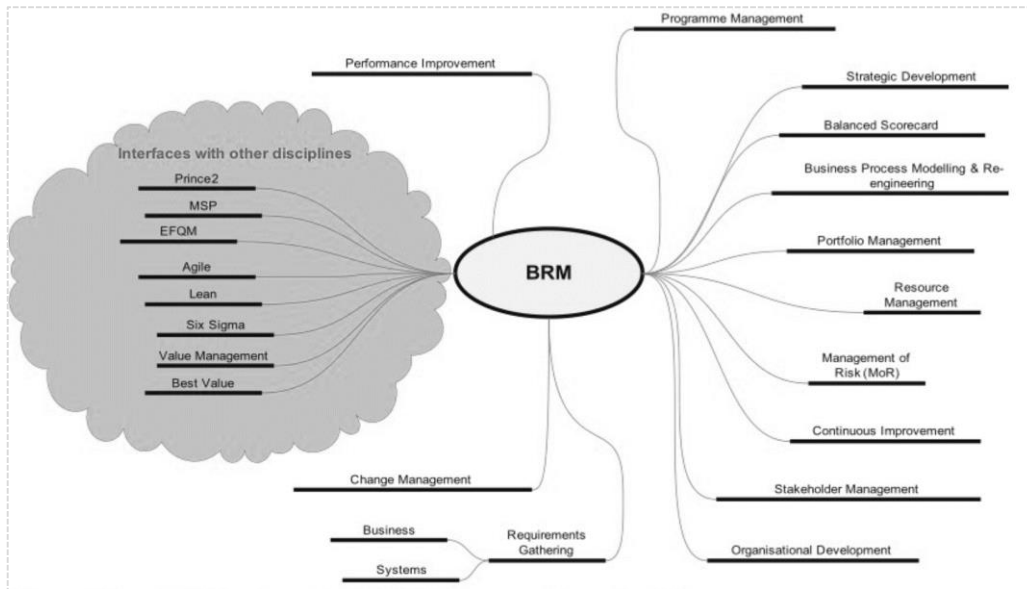 Programme Management
Performance Improvement
Strategic Development
Balanced Scorecard
Business Process Modelling & Re-
engineering
Portfolio Management
Resource
Management
Management of
Risk (MoR)
Continuous Improvement
Stakeholder Management
Organisational Development
Interfaces with other disciplines
Prince2
MSP
EFQM
Agile
Lean
Six Sigma
Value Management
Best Value
BRM
Change Management
Requirements
Gathering
Business
Systems